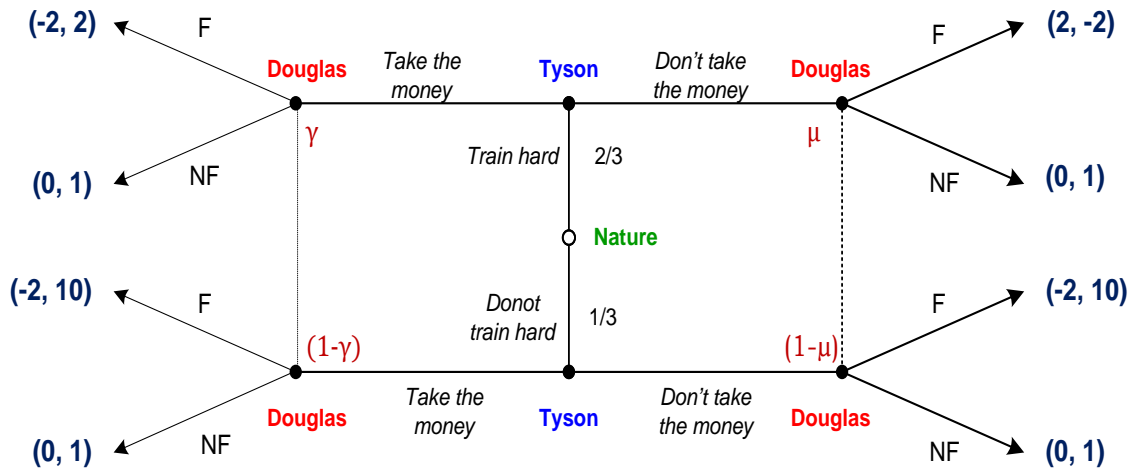 (-2, 2)
F
Douglas
Take the
money
Tyson
Don't take
the money
Douglas
F
(2, -2)
γ
μ
Train hard
2/3
(0, 1)
NF
NF
(0, 1)
Nature
(-2, 10)
F
Donot
train hard
1/3
F
(-2, 10)
(1-γ)
(1-μ)
Douglas
Take the
money
Tyson
Don't take
the money
Douglas
(0, 1)
NF
NF
(0, 1)